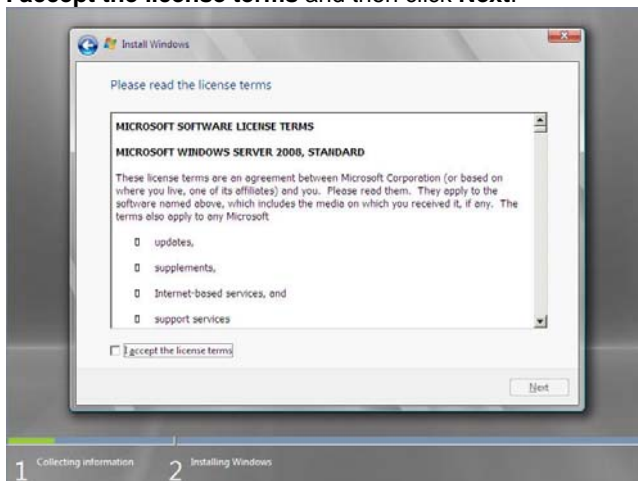 I accept the license terms and then click Next.
Install Windows
Please read the license terms
MICROSOFT SOFTWARE LICENSE TERMS
MICROSOFT WINDOWS SERVER 2008, STANDARD
These license terms are an agreement between Microsoft Corporation (or based on
where you live, one of its affiliates) and you. Please read them. They apply to the
software named above, which includes the media on which you received it, if any. The
terms also apply to any Microsoft
updates,
supplements,
Internet-based services, and
support services
I accept the license terms
Next
1 Collecting information 2 Installing Windows